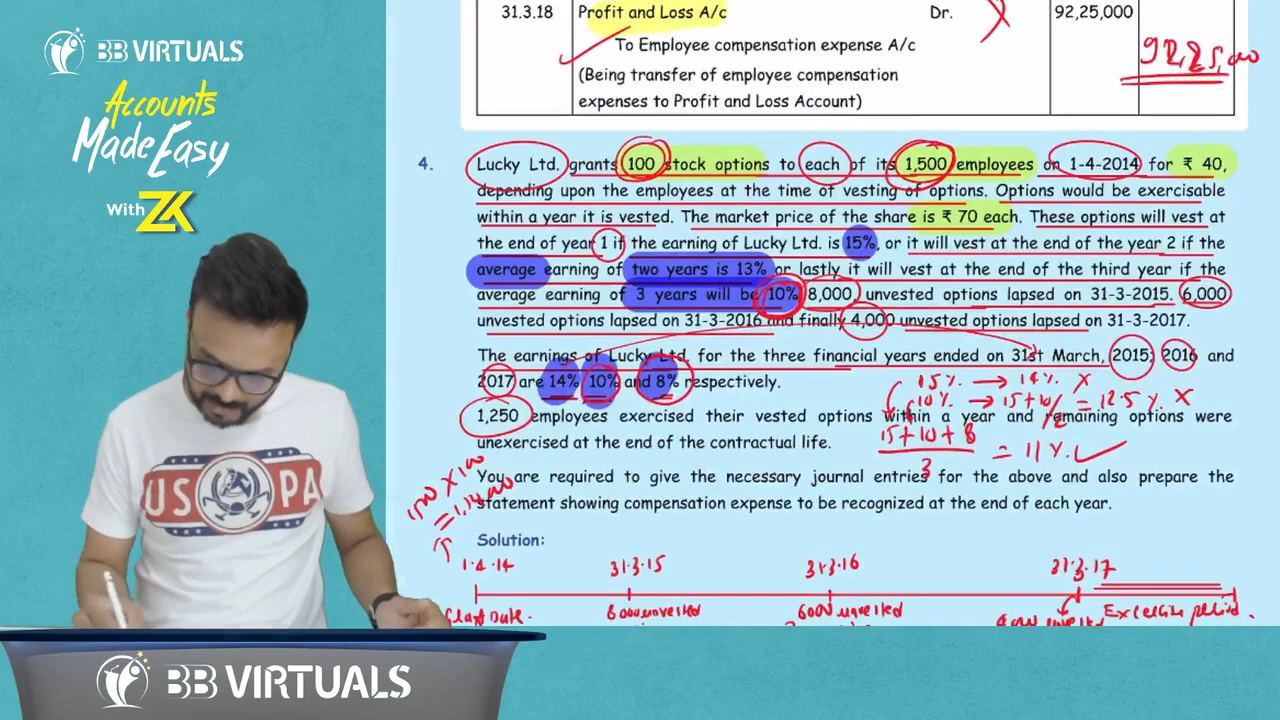 BB VIRTUALS
Accounts
Made Easy
With ZK
31.3.18 Profit and Loss A/c Dr. 92,25,000
To Employee compensation expense A/c
92,25,000
(Being transfer of employee compensation
expenses to Profit and Loss Account)
4. Lucky Ltd. grants 100 stock options to each of its 1,500 employees on 1-4-2014 for ₹ 40,
depending upon the employees at the time of vesting of options. Options would be exercisable
within a year it is vested. The market price of the share is ₹ 70 each. These options will vest at
the end of year 1 if the earning of Lucky Ltd. is 15%, or it will vest at the end of the year 2 if the
average earning of two years is 13% or lastly it will vest at the end of the third year if the
average earning of 3 years will be 10% 8,000 unvested options lapsed on 31-3-2015. 6,000
unvested options lapsed on 31-3-2016 and finally 4,000 unvested options lapsed on 31-3-2017.
The earnings of Lucky Ltd. for the three financial years ended on 31st March, 2015; 2016 and
2017 are 14% 10% and 8% respectively.
15% → 14% X
10% → 15+10/2 = 12.5% X
1,250 employees exercised their vested options within a year and remaining options were
15+10+8
3
= 11%
unexercised at the end of the contractual life.
You are required to give the necessary journal entries for the above and also prepare the
statement showing compensation expense to be recognized at the end of each year.
Solution:
1.4.14 31.3.15 31.3.16 31.3.17
Grant Date. unvested 6000 unvested unvested Excercise period.
US PA
BB VIRTUALS